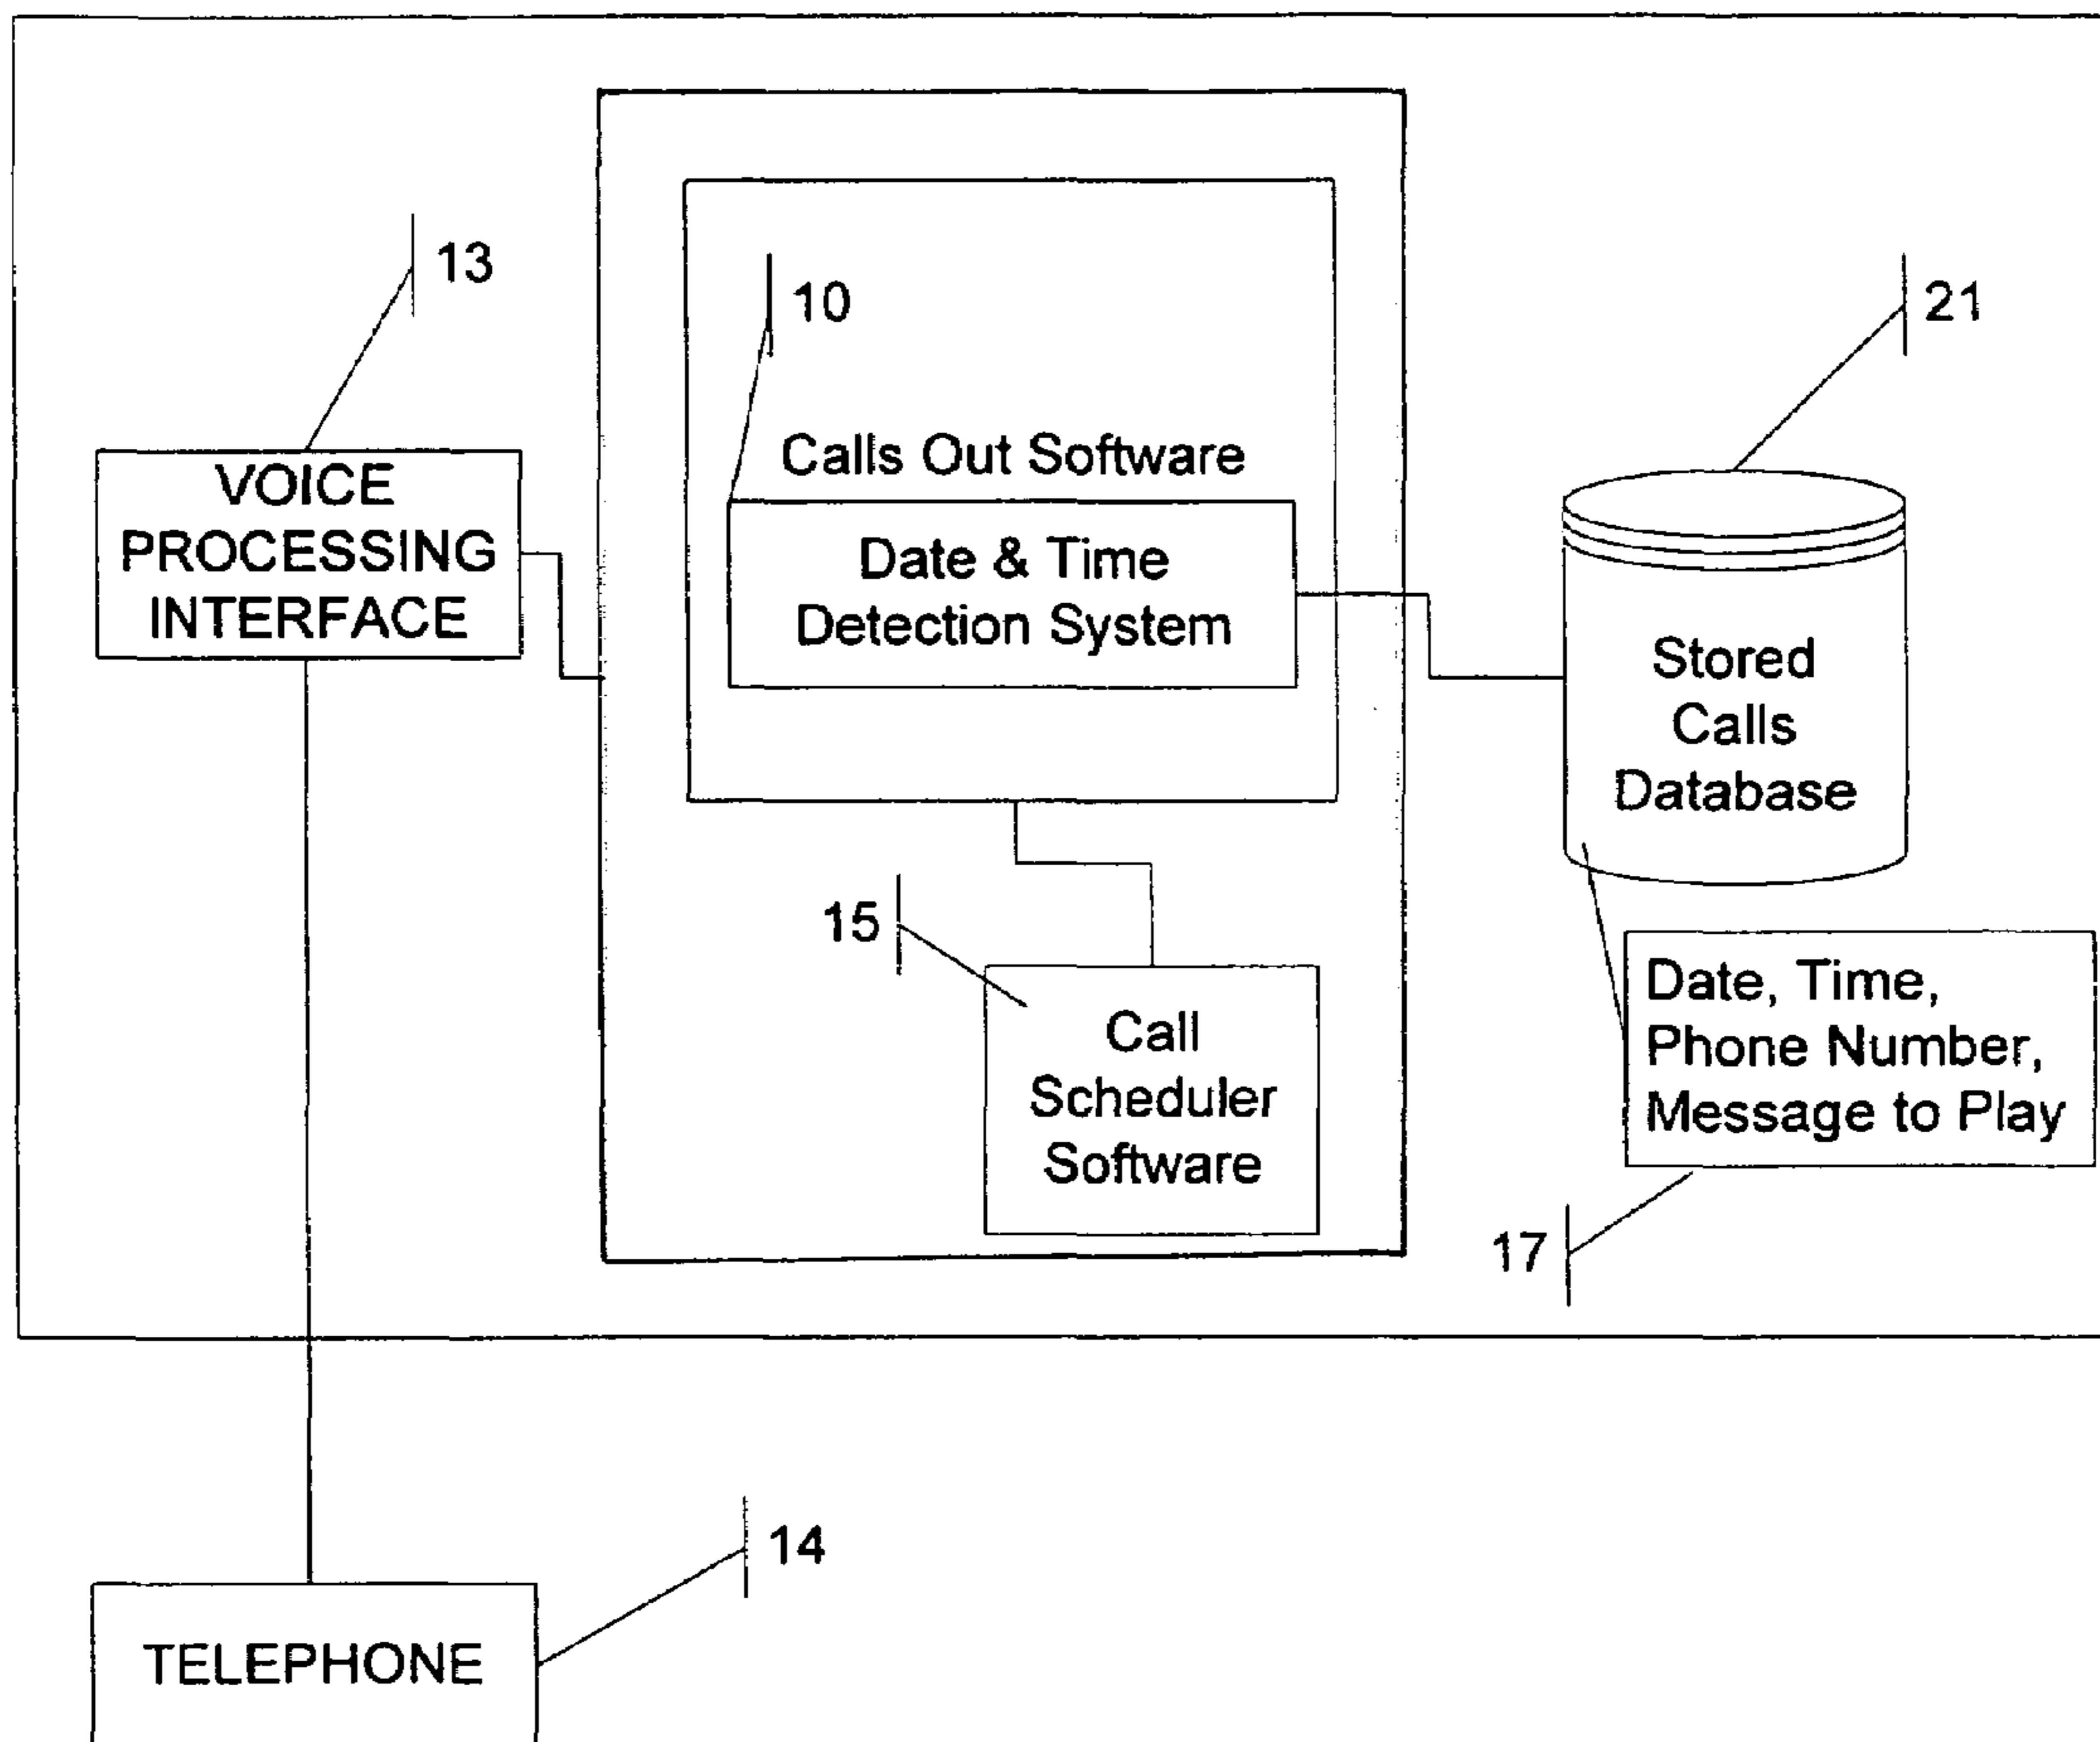 13
10
21
Calls Out Software
VOICE
PROCESSING
INTERFACE
Date & Time
Detection System
Stored
Calls
Database
15
Call
Scheduler
Software
Date, Time,
Phone Number,
Message to Play
17
14
TELEPHONE